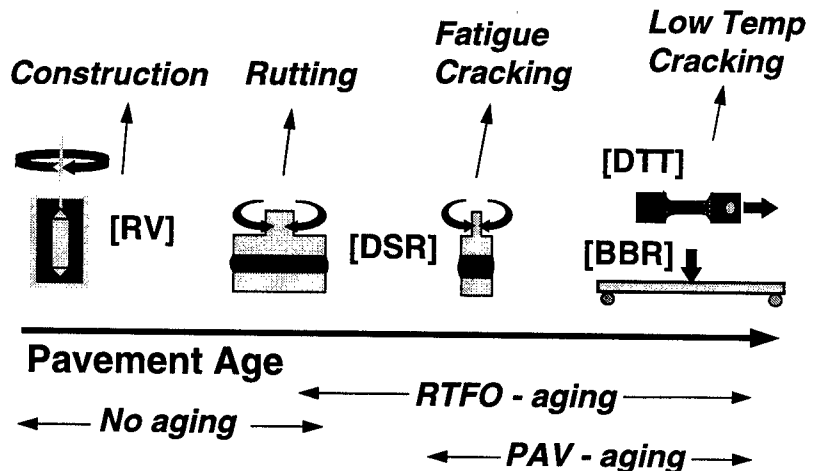 Construction
Rutting
Fatigue
Cracking
Low Temp
Cracking
[RV]
[DSR]
[DTT]
[BBR]
Pavement Age
RTFO - aging
No aging
PAV - aging